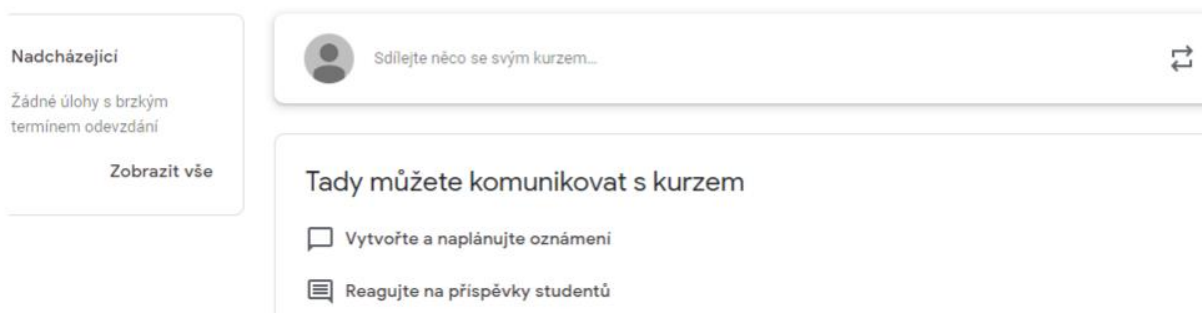 Nadcházející
Žádné úlohy s brzkým
termínem odevzdání
Zobrazit vše
Sdílejte něco se svým kurzem...
Tady můžete komunikovat s kurzem
Vytvořte a naplánujte oznámení
Reagujte na příspěvky studentů